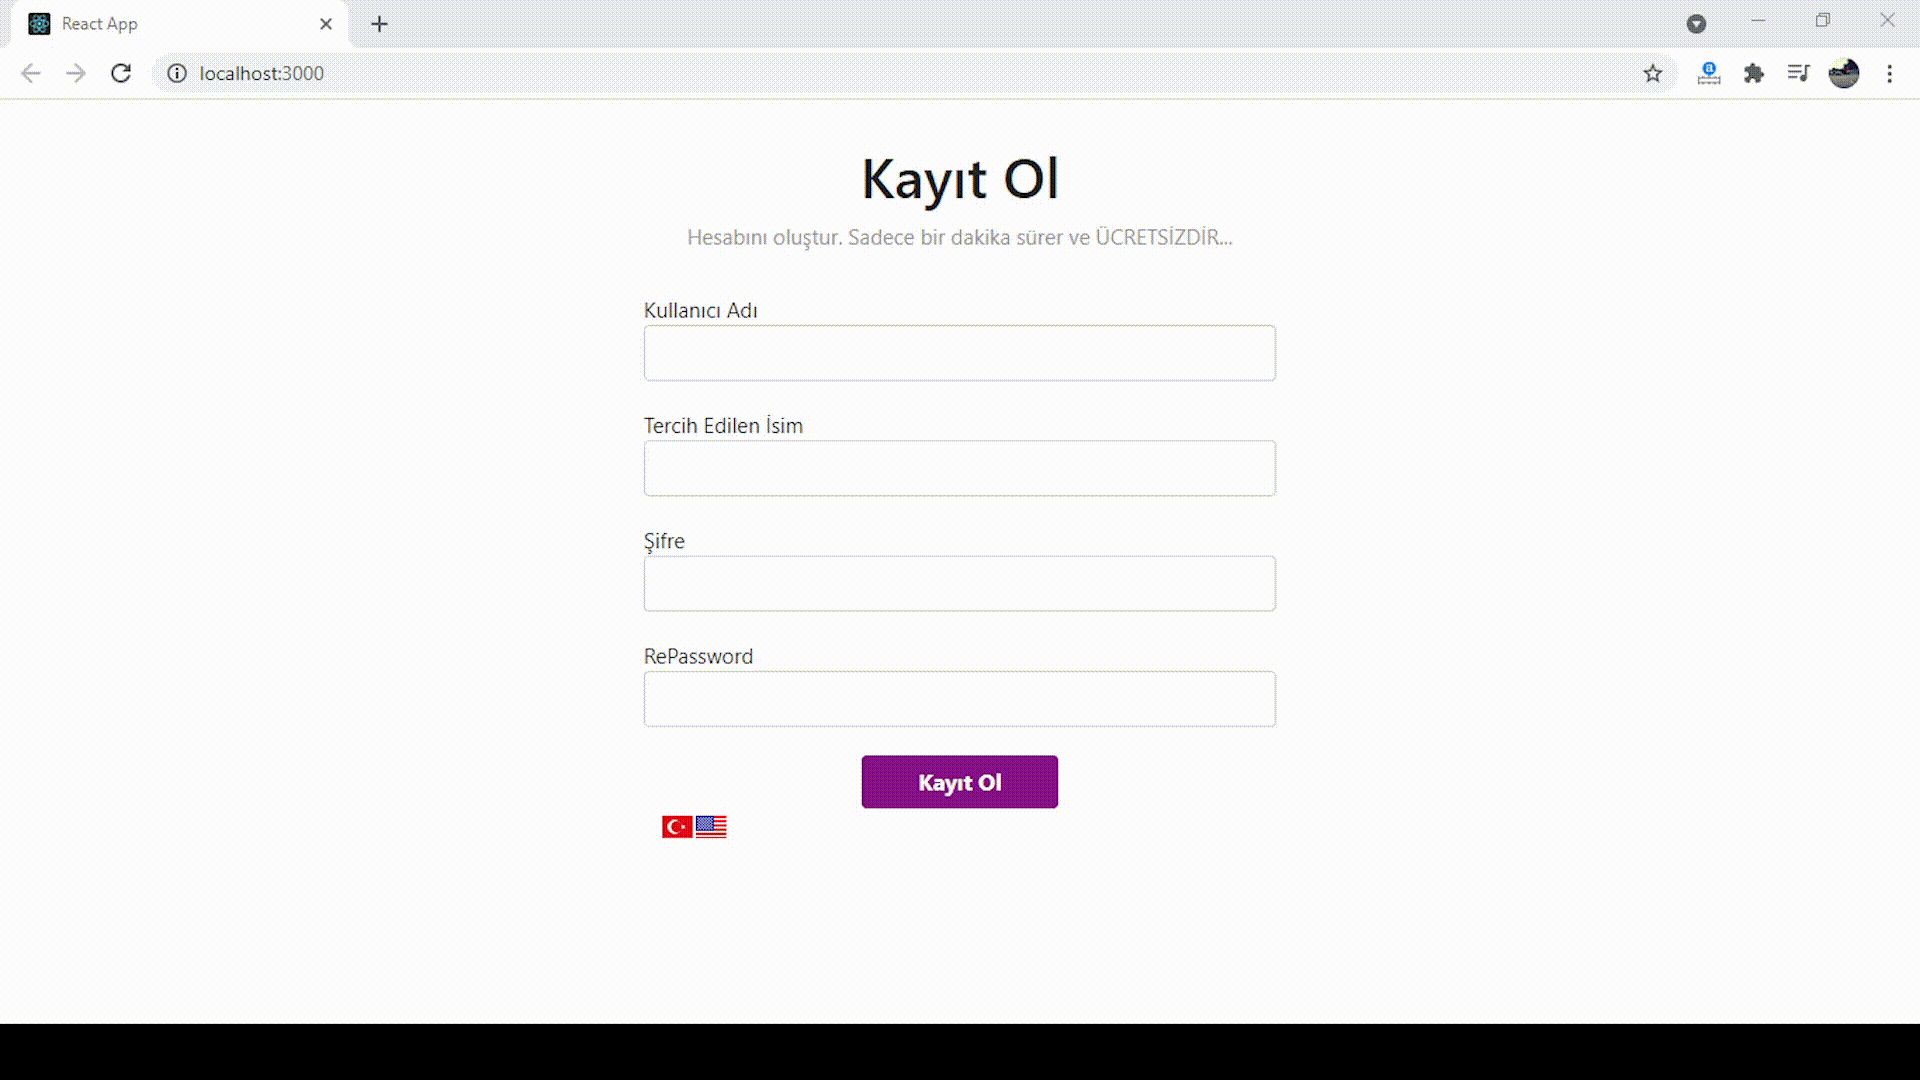 React App
localhost:3000
Kayıt Ol
Hesabını oluştur. Sadece bir dakika sürer ve ÜCRETSİZDİR...
Kullanıcı Adı
Tercih Edilen İsim
Şifre
RePassword
Kayıt Ol